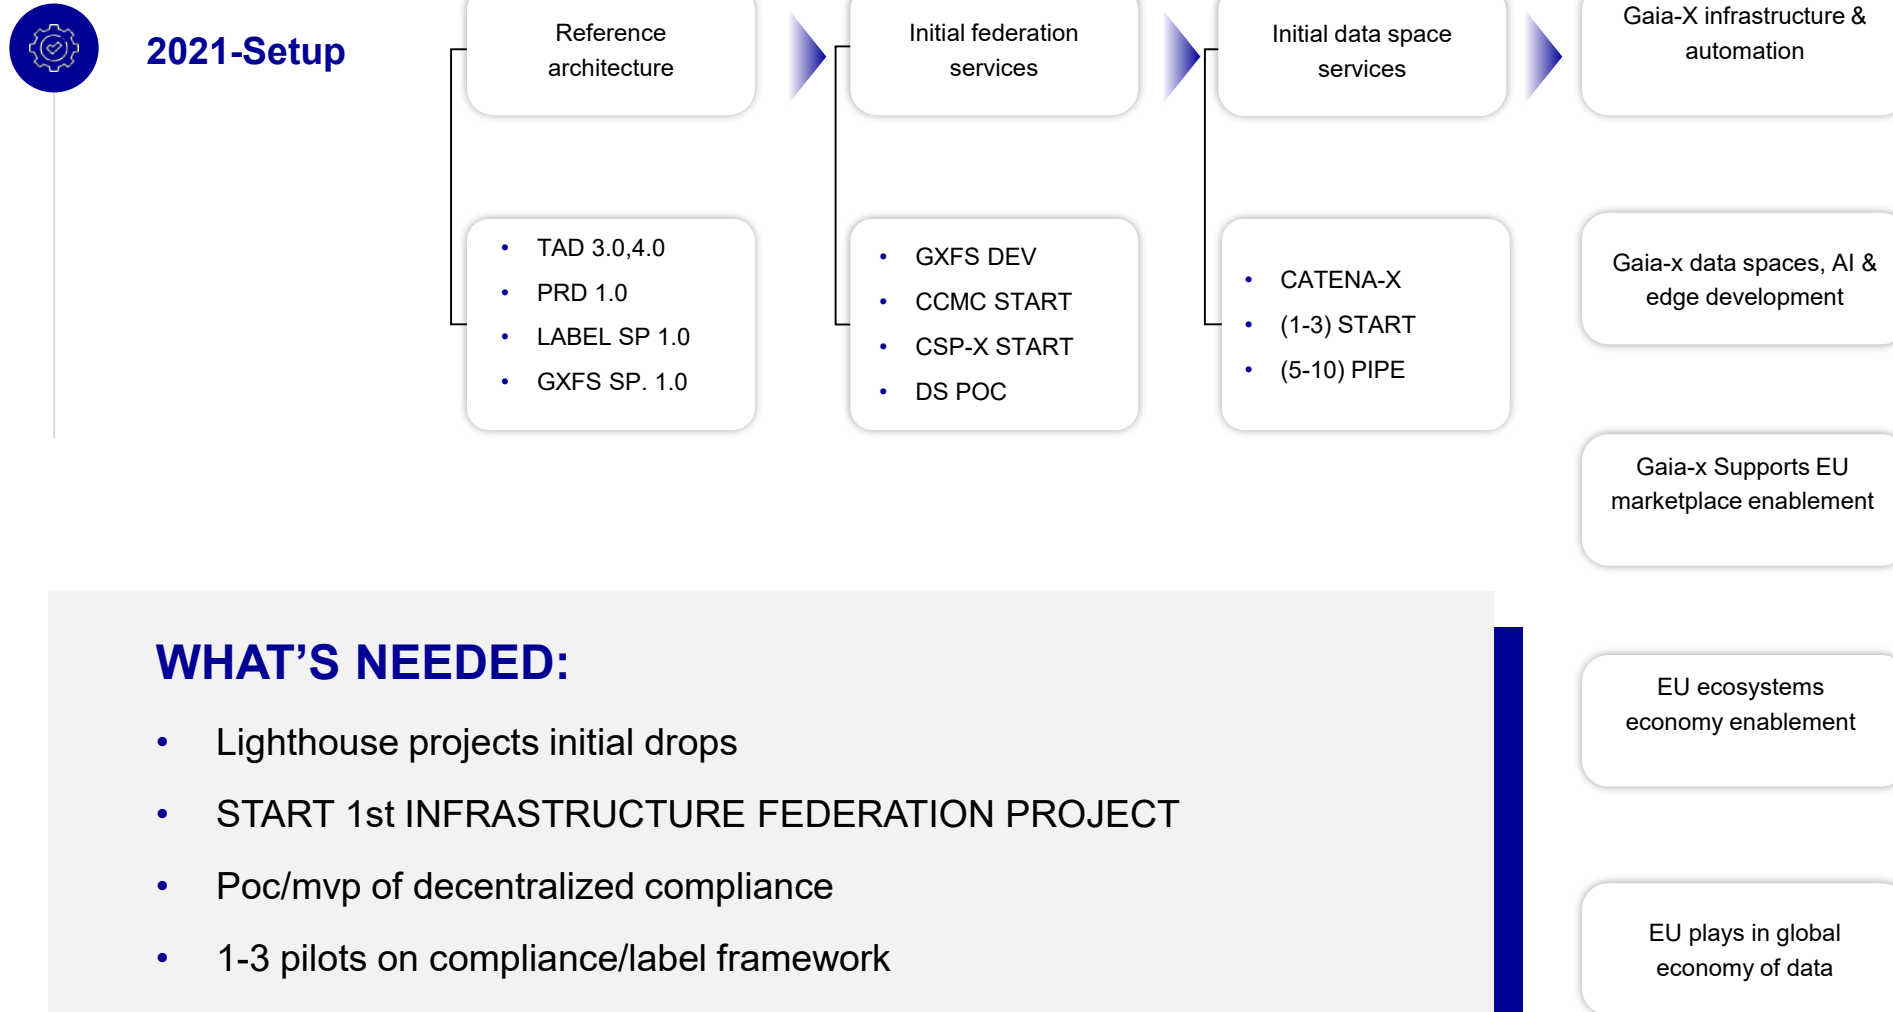 2021-Setup
Reference
architecture
Initial federation
services
Initial data space
services
Gaia-X infrastructure &
automation
• TAD 3.0,4.0
• PRD 1.0
• LABEL SP 1.0
• GXFS SP. 1.0
• GXFS DEV
• CCMC START
• CSP-X START
• DS POC
• CATENA-X
• (1-3) START
• (5-10) PIPE
Gaia-x data spaces, AI &
edge development
Gaia-x Supports EU
marketplace enablement
EU ecosystems
economy enablement
EU plays in global
economy of data
WHAT’S NEEDED:
• Lighthouse projects initial drops
• START 1st INFRASTRUCTURE FEDERATION PROJECT
• Poc/mvp of decentralized compliance
• 1-3 pilots on compliance/label framework